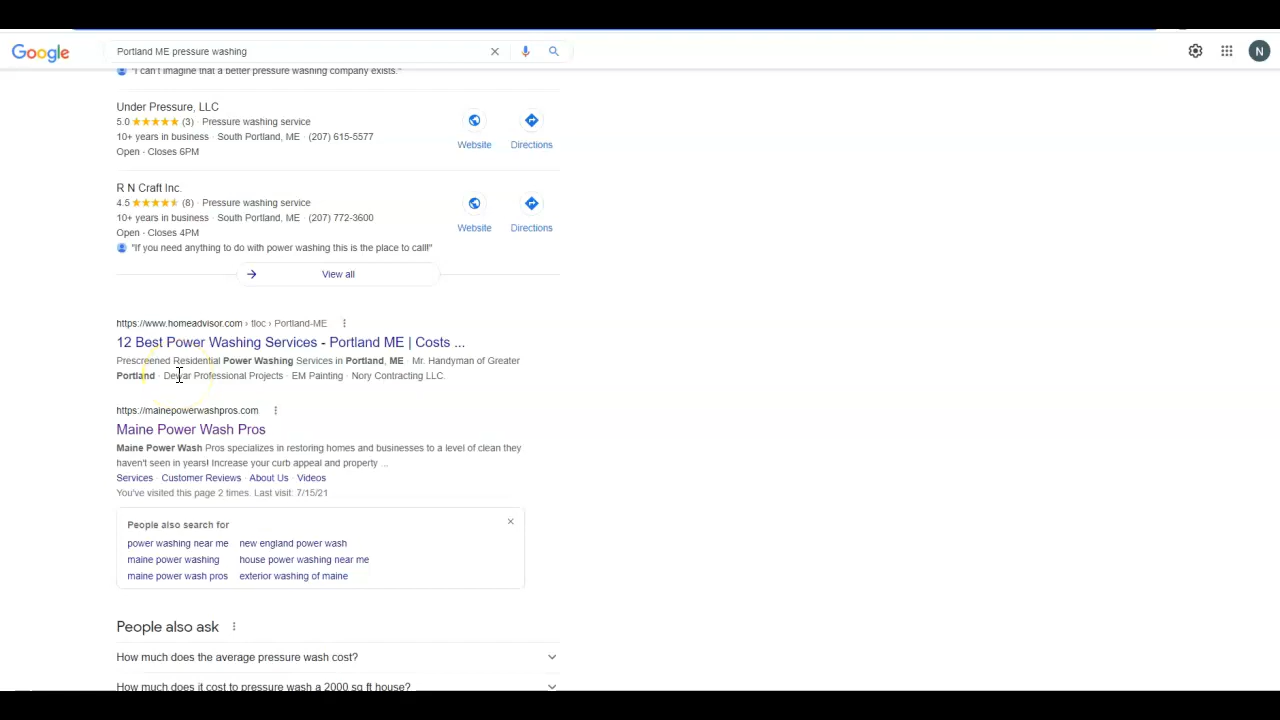 Google
Portland ME pressure washing
N
"I can't imagine that a better pressure washing company exists."
Under Pressure, LLC
5.0 (3) · Pressure washing service
10+ years in business · South Portland, ME · (207) 615-5577
Open · Closes 6PM
Website
Directions
R N Craft Inc.
4.5 (8) · Pressure washing service
10+ years in business · South Portland, ME · (207) 772-3600
Open · Closes 4PM
Website
Directions
"If you need anything to do with power washing this is the place to call!"
View all
https://www.homeadvisor.com › tloc › Portland-ME
12 Best Power Washing Services - Portland ME | Costs ...
Prescreened Residential Power Washing Services in Portland, ME · Mr. Handyman of Greater
Portland · Dewar Professional Projects · EM Painting · Nory Contracting LLC.
https://mainepowerwashpros.com
Maine Power Wash Pros
Maine Power Wash Pros specializes in restoring homes and businesses to a level of clean they
haven't seen in years! Increase your curb appeal and property ...
Services · Customer Reviews · About Us · Videos
You've visited this page 2 times. Last visit: 7/15/21
People also search for
power washing near me new england power wash
maine power washing house power washing near me
maine power wash pros exterior washing of maine
People also ask
How much does the average pressure wash cost?
How much does it cost to pressure wash a 2000 sq ft house?